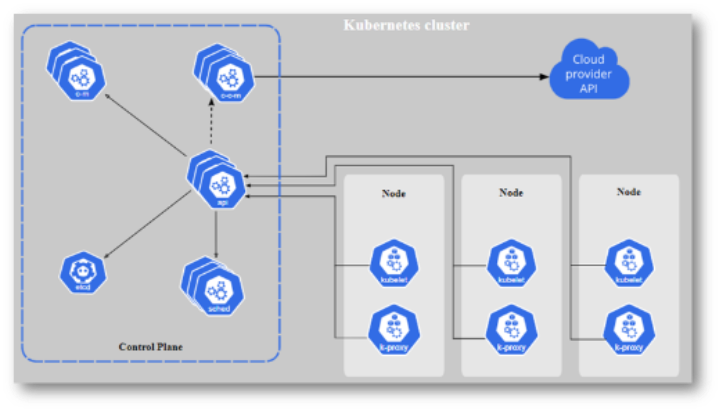 Kubernetes cluster
c-m
c-c-m
Cloud
provider
API
api
Node
Node
Node
etcd
sched
kubelet
kubelet
kubelet
k-proxy
k-proxy
k-proxy
Control Plane